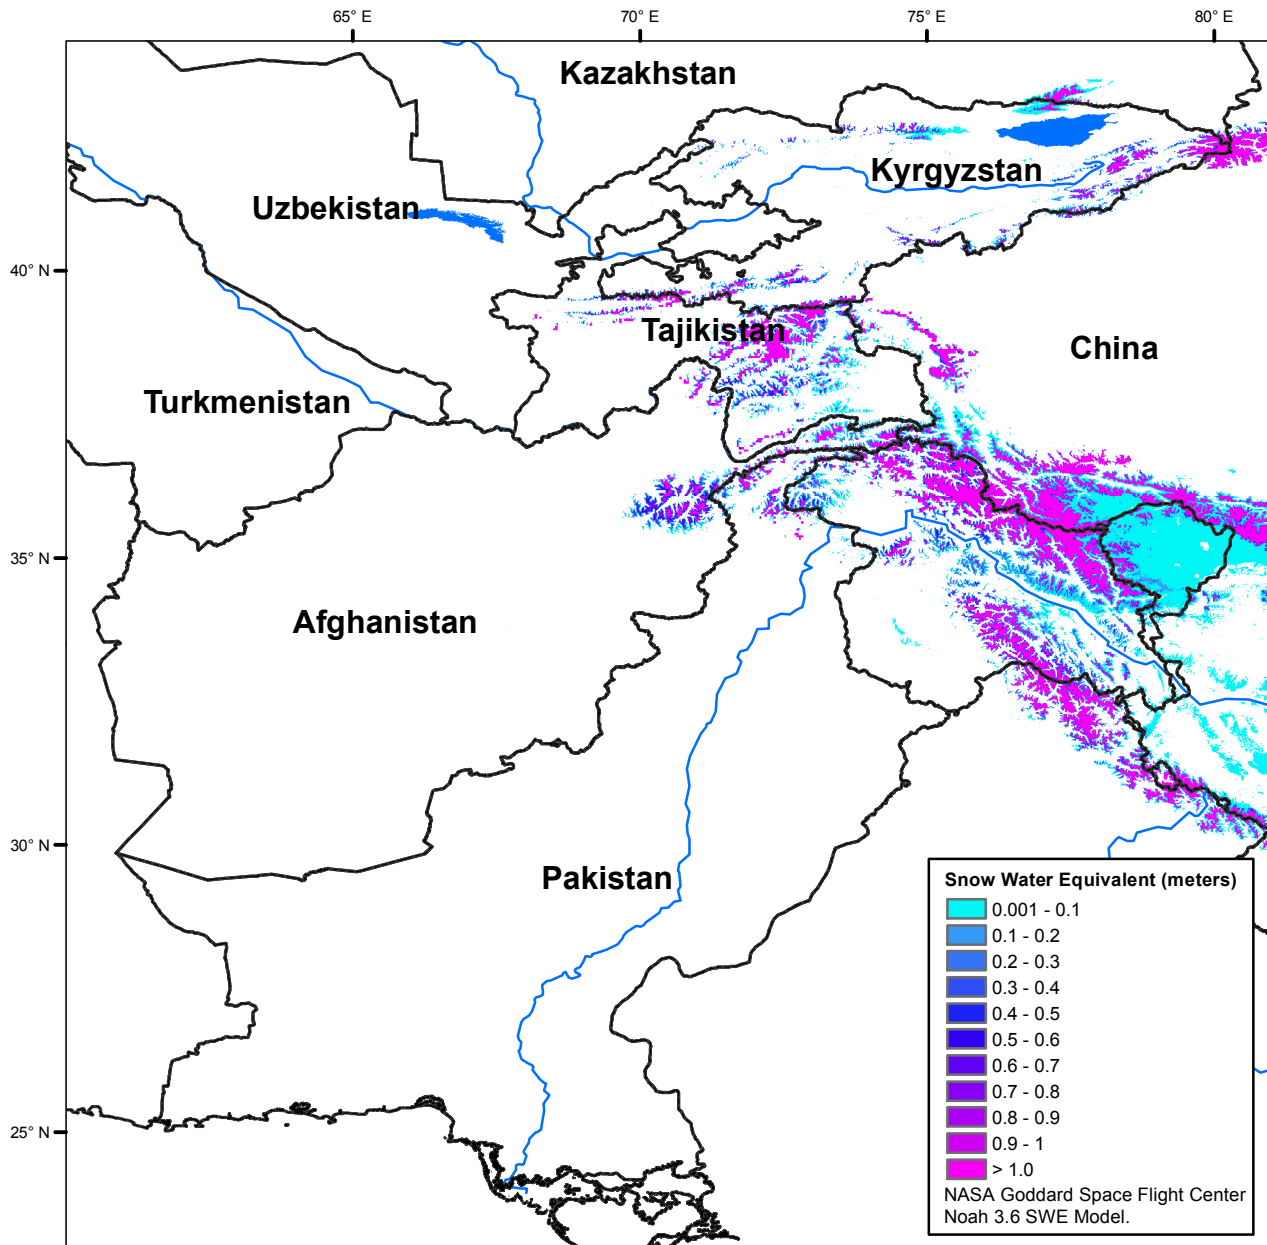 65° E
70° E
75° E
80° E
Kazakhstan
Kyrgyzstan
Uzbekistan
40° N
Tajikistan
China
Turkmenistan
35° N
Afghanistan
30° N
Pakistan
25° N
Snow Water Equivalent (meters)
0.001 - 0.1
0.1 - 0.2
0.2 - 0.3
0.3 - 0.4
0.4 - 0.5
0.5 - 0.6
0.6 - 0.7
0.7 - 0.8
0.8 - 0.9
0.9 - 1
> 1.0
NASA Goddard Space Flight Center
Noah 3.6 SWE Model.